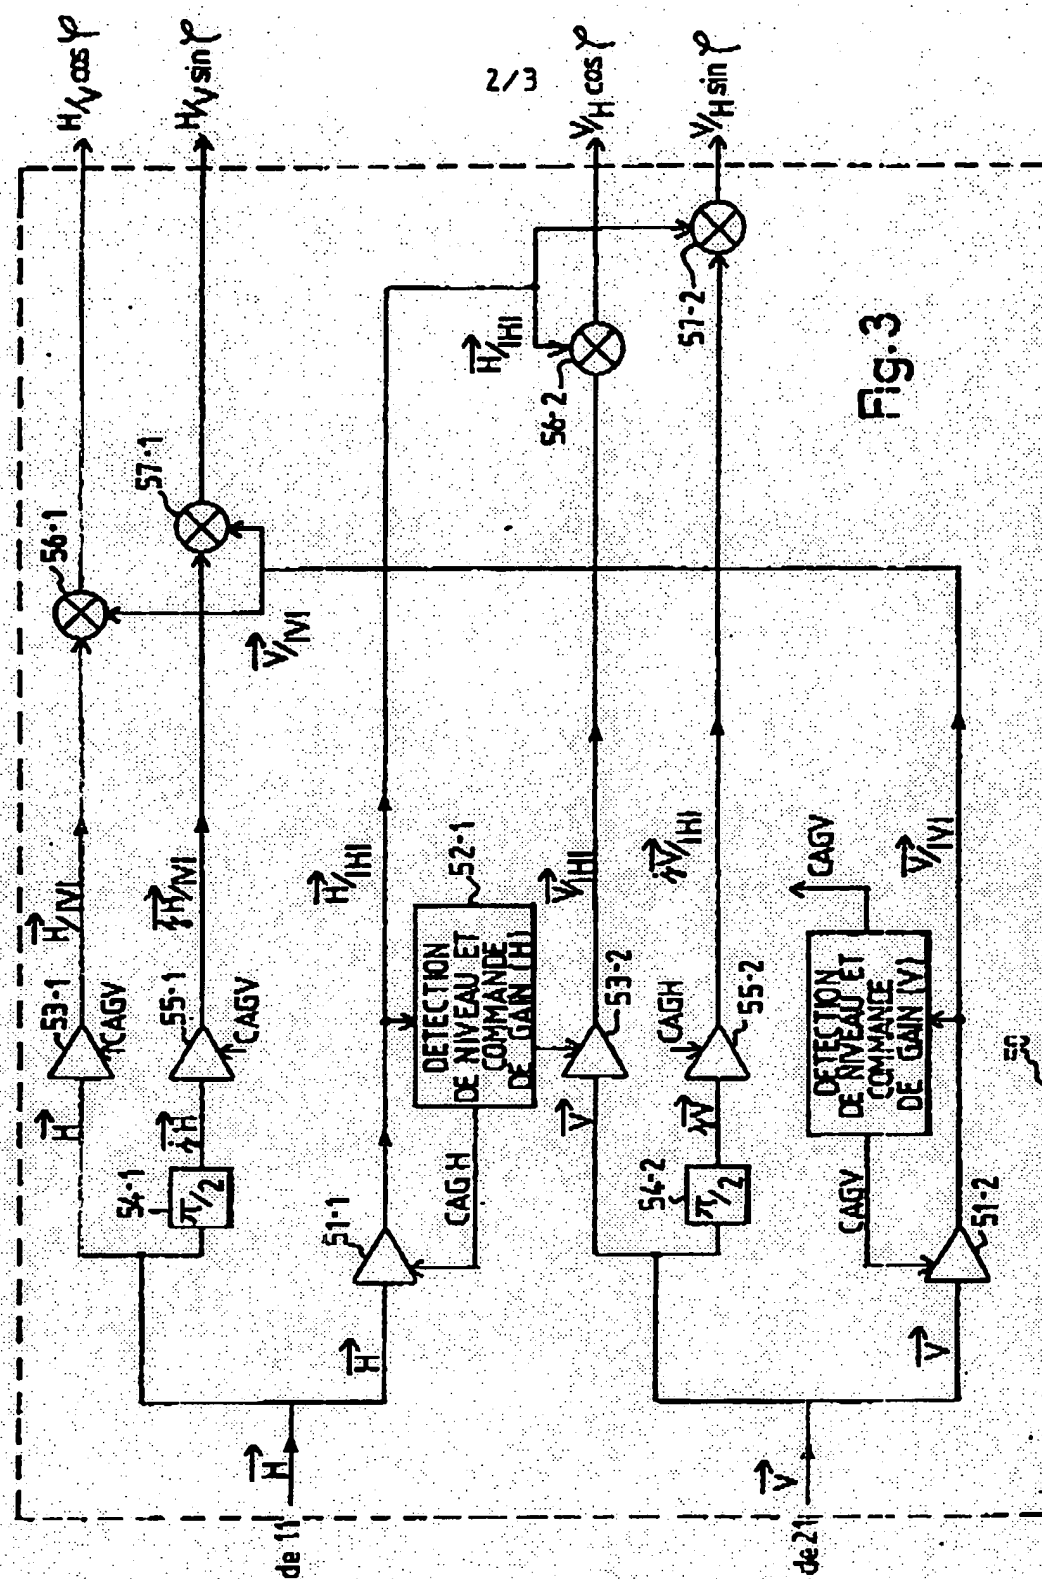 2/3
H/V cos φ
H/V sin φ
V/H cos φ
V/H sin φ
56-1
57-1
V/|V|
H/|H|
56-2
57-2
Fig.3
H/|V|
jH/|V|
H/|H|
52-1
V/|H|
jV/|H|
CAGV
V/|V|
53-1
CAGV
55-1
CAGV
DETECTION
DE NIVEAU ET
COMMANDE
DE GAIN (H)
53-2
CAGH
55-2
DETECTION
DE NIVEAU ET
COMMANDE
DE GAIN (V)
50
H
jH
54-1
π/2
CAGH
51-1
V
jV
54-2
π/2
CAGV
51-2
H
V
H
de 11
V
de 21